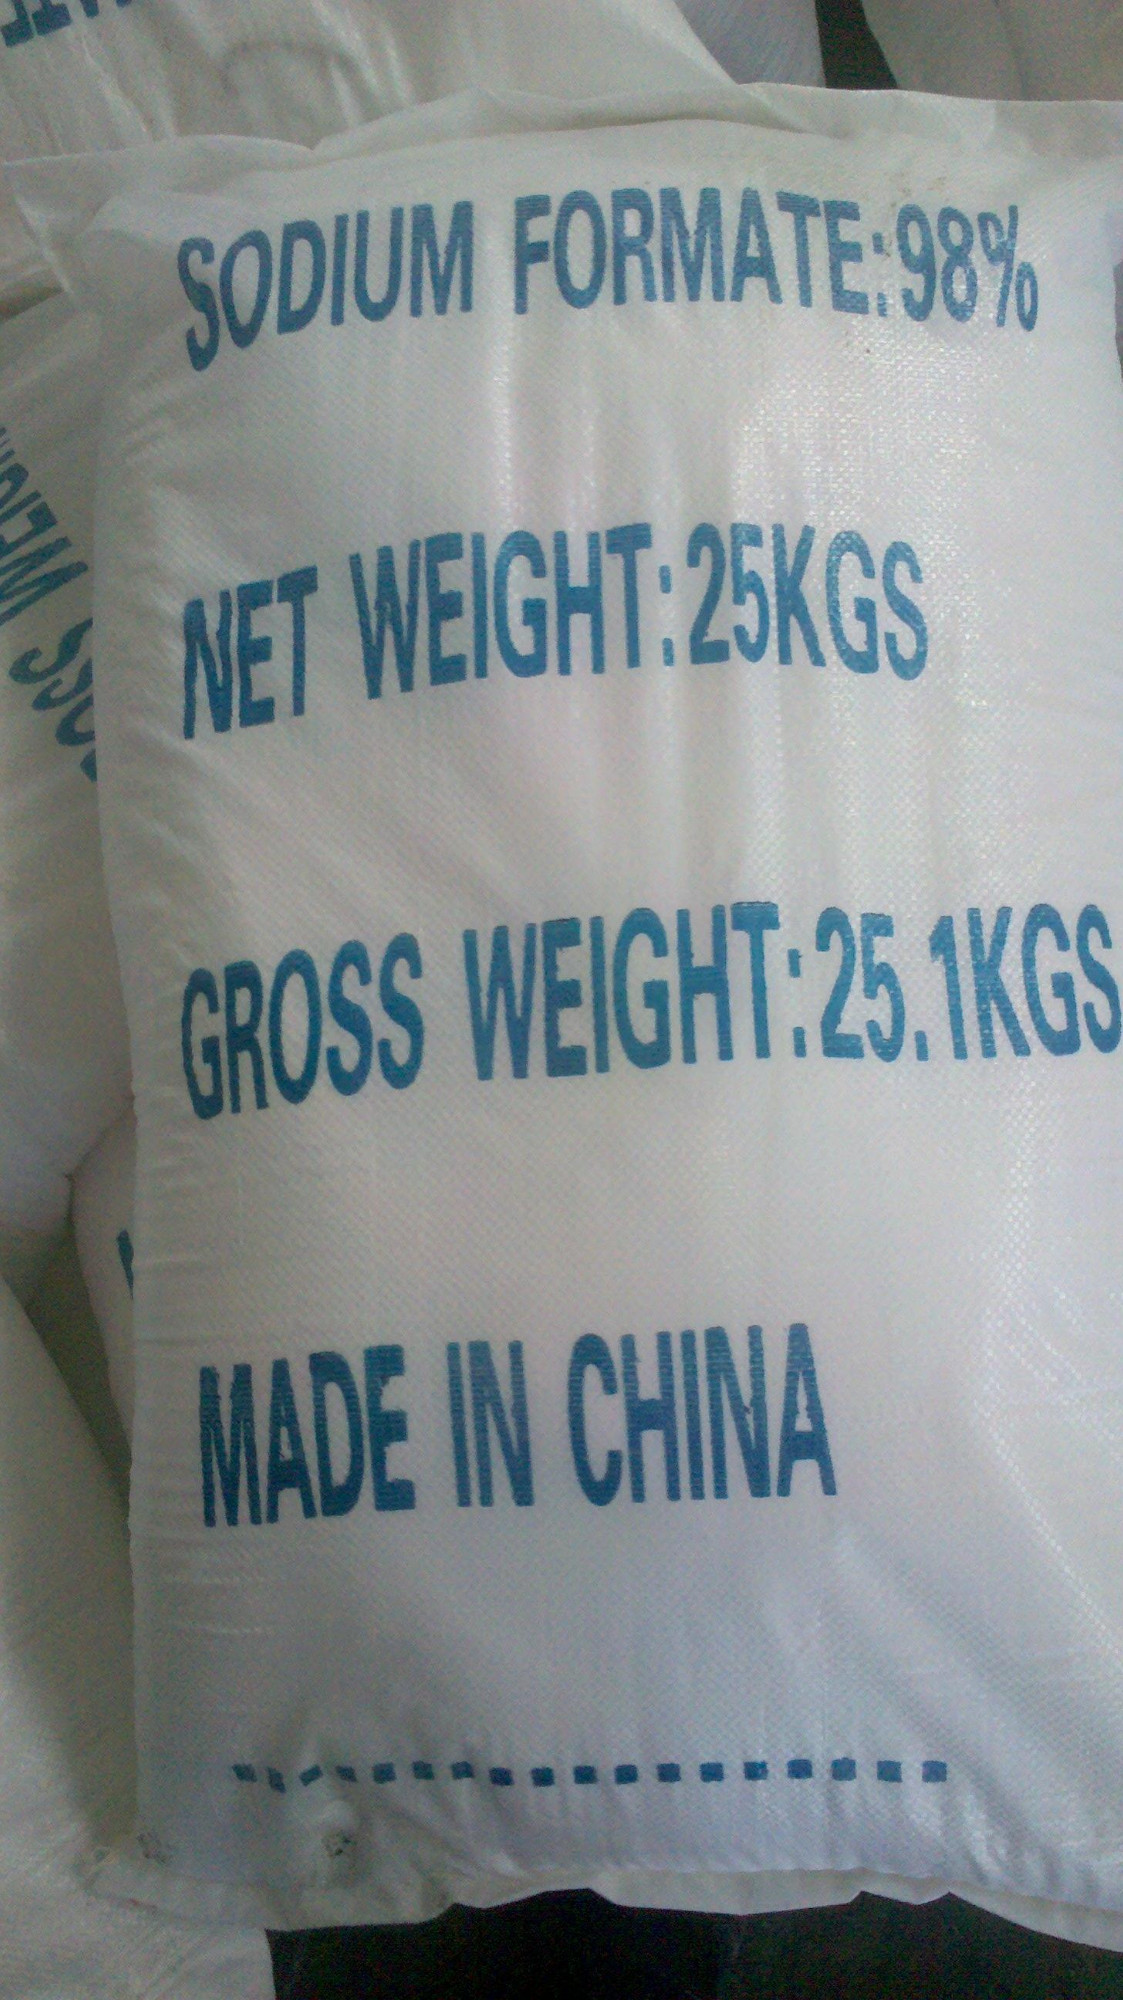 SODIUM FORMATE:98%
NET WEIGHT:25KGS
GROSS WEIGHT:25.1KGS
MADE IN CHINA